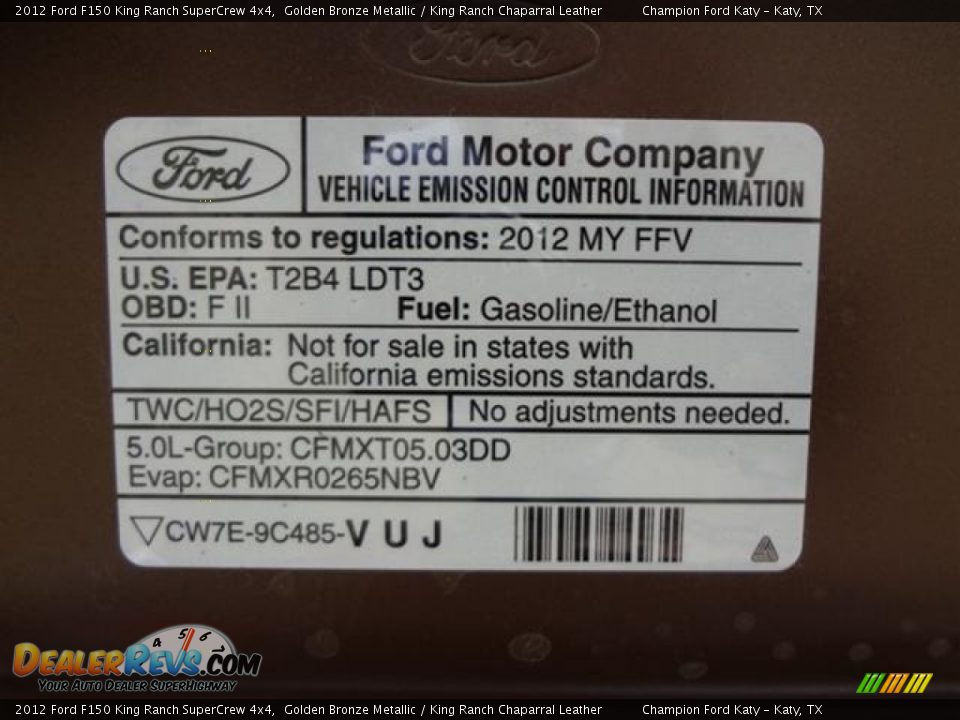 2012 Ford F150 King Ranch SuperCrew 4x4, Golden Bronze Metallic / King Ranch Chaparral Leather Champion Ford Katy - Katy, TX
Ford
Ford
Ford Motor Company
VEHICLE EMISSION CONTROL INFORMATION
Conforms to regulations: 2012 MY FFV
U.S. EPA: T2B4 LDT3
OBD: F II Fuel: Gasoline/Ethanol
California: Not for sale in states with
California emissions standards.
TWC/HO2S/SFI/HAFS No adjustments needed.
5.0L-Group: CFMXT05.03DD
Evap: CFMXR0265NBV
CW7E-9C485-V U J
4 5 6 7
DEALERREVS.COM
YOUR AUTO DEALER SUPERHIGHWAY
2012 Ford F150 King Ranch SuperCrew 4x4, Golden Bronze Metallic / King Ranch Chaparral Leather Champion Ford Katy - Katy, TX